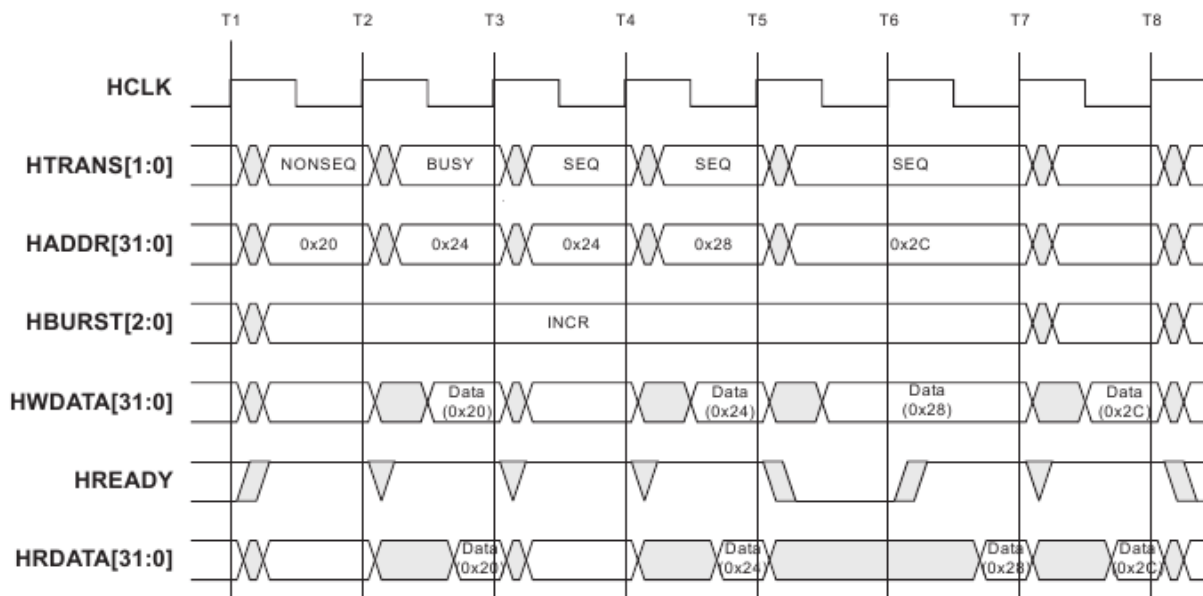 T1 T2 T3 T4 T5 T6 T7 T8
HCLK
HTRANS[1:0] NONSEQ BUSY SEQ SEQ SEQ
HADDR[31:0] 0x20 0x24 0x24 0x28 0x2C
HBURST[2:0] INCR
HWDATA[31:0] Data (0x20) Data (0x24) Data (0x28) Data (0x2C)
HREADY
HRDATA[31:0] Data (0x20) Data (0x24) Data (0x28) Data (0x2C)